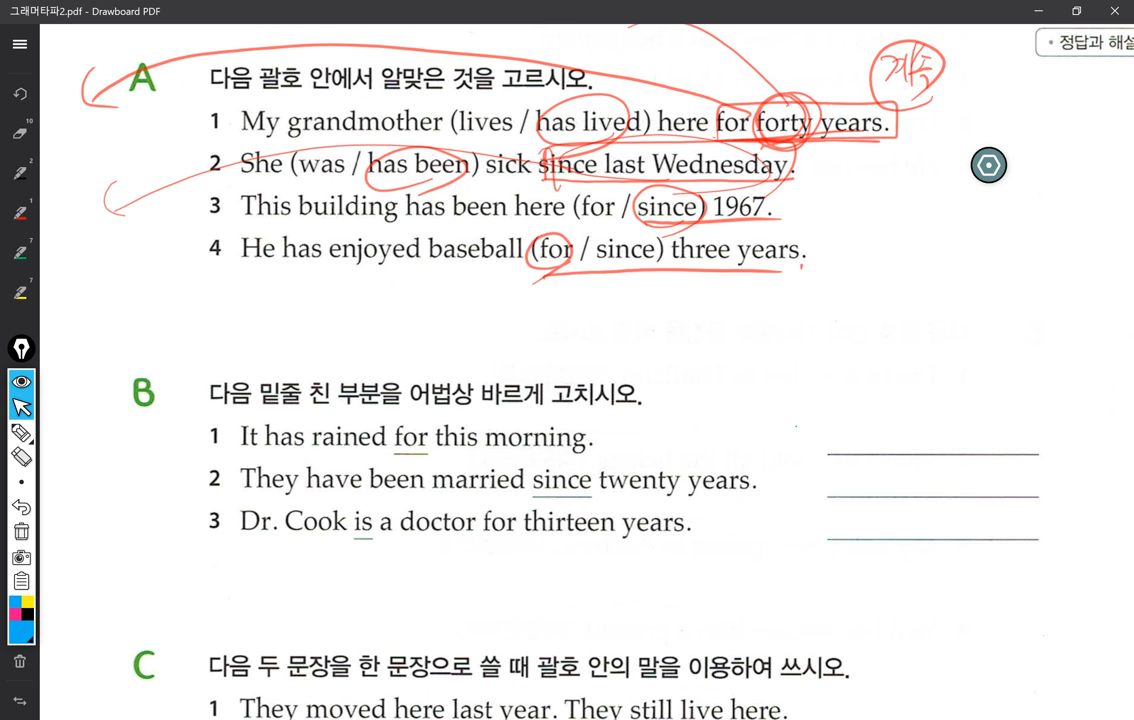 그래머타파2.pdf - Drawboard PDF
• 정답과 해설
계속
A 다음 괄호 안에서 알맞은 것을 고르시오.
1 My grandmother (lives / has lived) here for forty years.
2 She (was / has been) sick since last Wednesday.
3 This building has been here (for / since) 1967.
4 He has enjoyed baseball (for / since) three years.
B 다음 밑줄 친 부분을 어법상 바르게 고치시오.
1 It has rained for this morning.
2 They have been married since twenty years.
3 Dr. Cook is a doctor for thirteen years.
C 다음 두 문장을 한 문장으로 쓸 때 괄호 안의 말을 이용하여 쓰시오.
1 They moved here last year. They still live here.
10
2
1
7
7